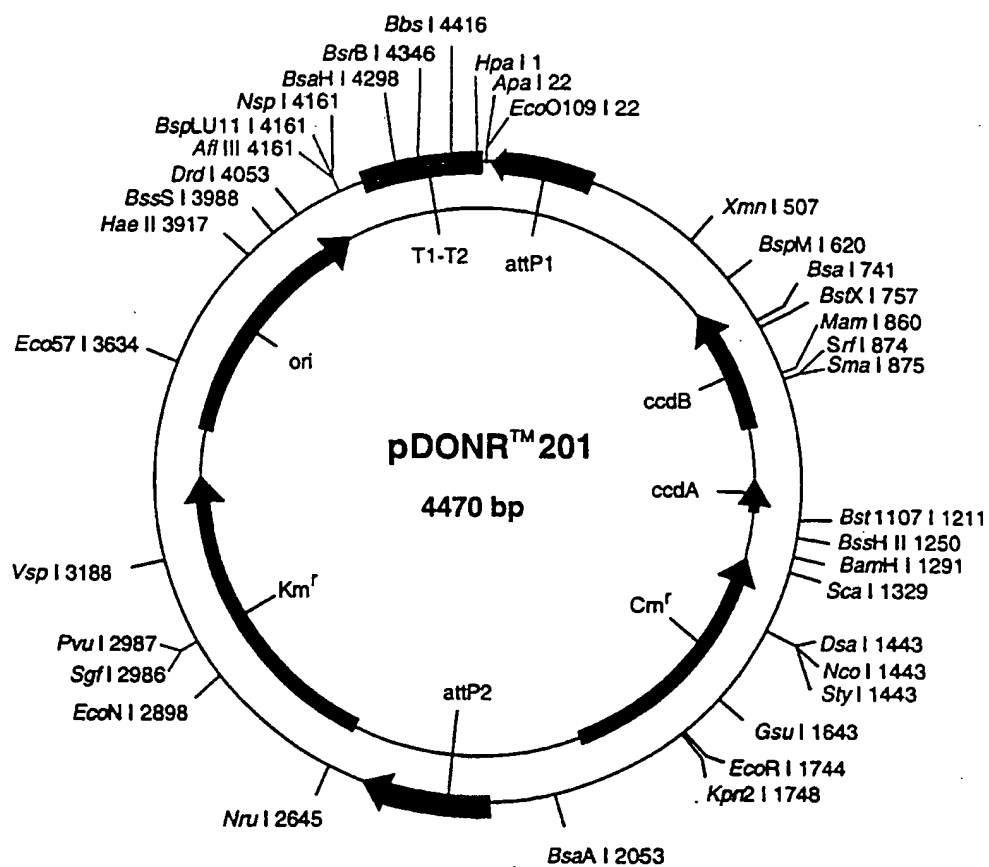 Bbs I 4416
BsrB I 4346
BsaH I 4298
Nsp I 4161
BspLU11 I 4161
Afl III 4161
Drd I 4053
BssS I 3988
Hae II 3917
Eco57 I 3634
Vsp I 3188
Pvu I 2987
Sgf I 2986
EcoN I 2898
Nru I 2645
Hpa I 1
Apa I 22
EcoO109 I 22
Xmn I 507
BspM I 620
Bsa I 741
BstX I 757
Mam I 860
Srf I 874
Sma I 875
Bst1107 I 1211
BssH II 1250
BamH I 1291
Sca I 1329
Dsa I 1443
Nco I 1443
Sty I 1443
Gsu I 1643
EcoR I 1744
Kpn2 I 1748
BsaA I 2053
T1-T2
attP1
ori
ccdB
ccdA
pDONR™201
4470 bp
Kmʳ
Cmʳ
attP2